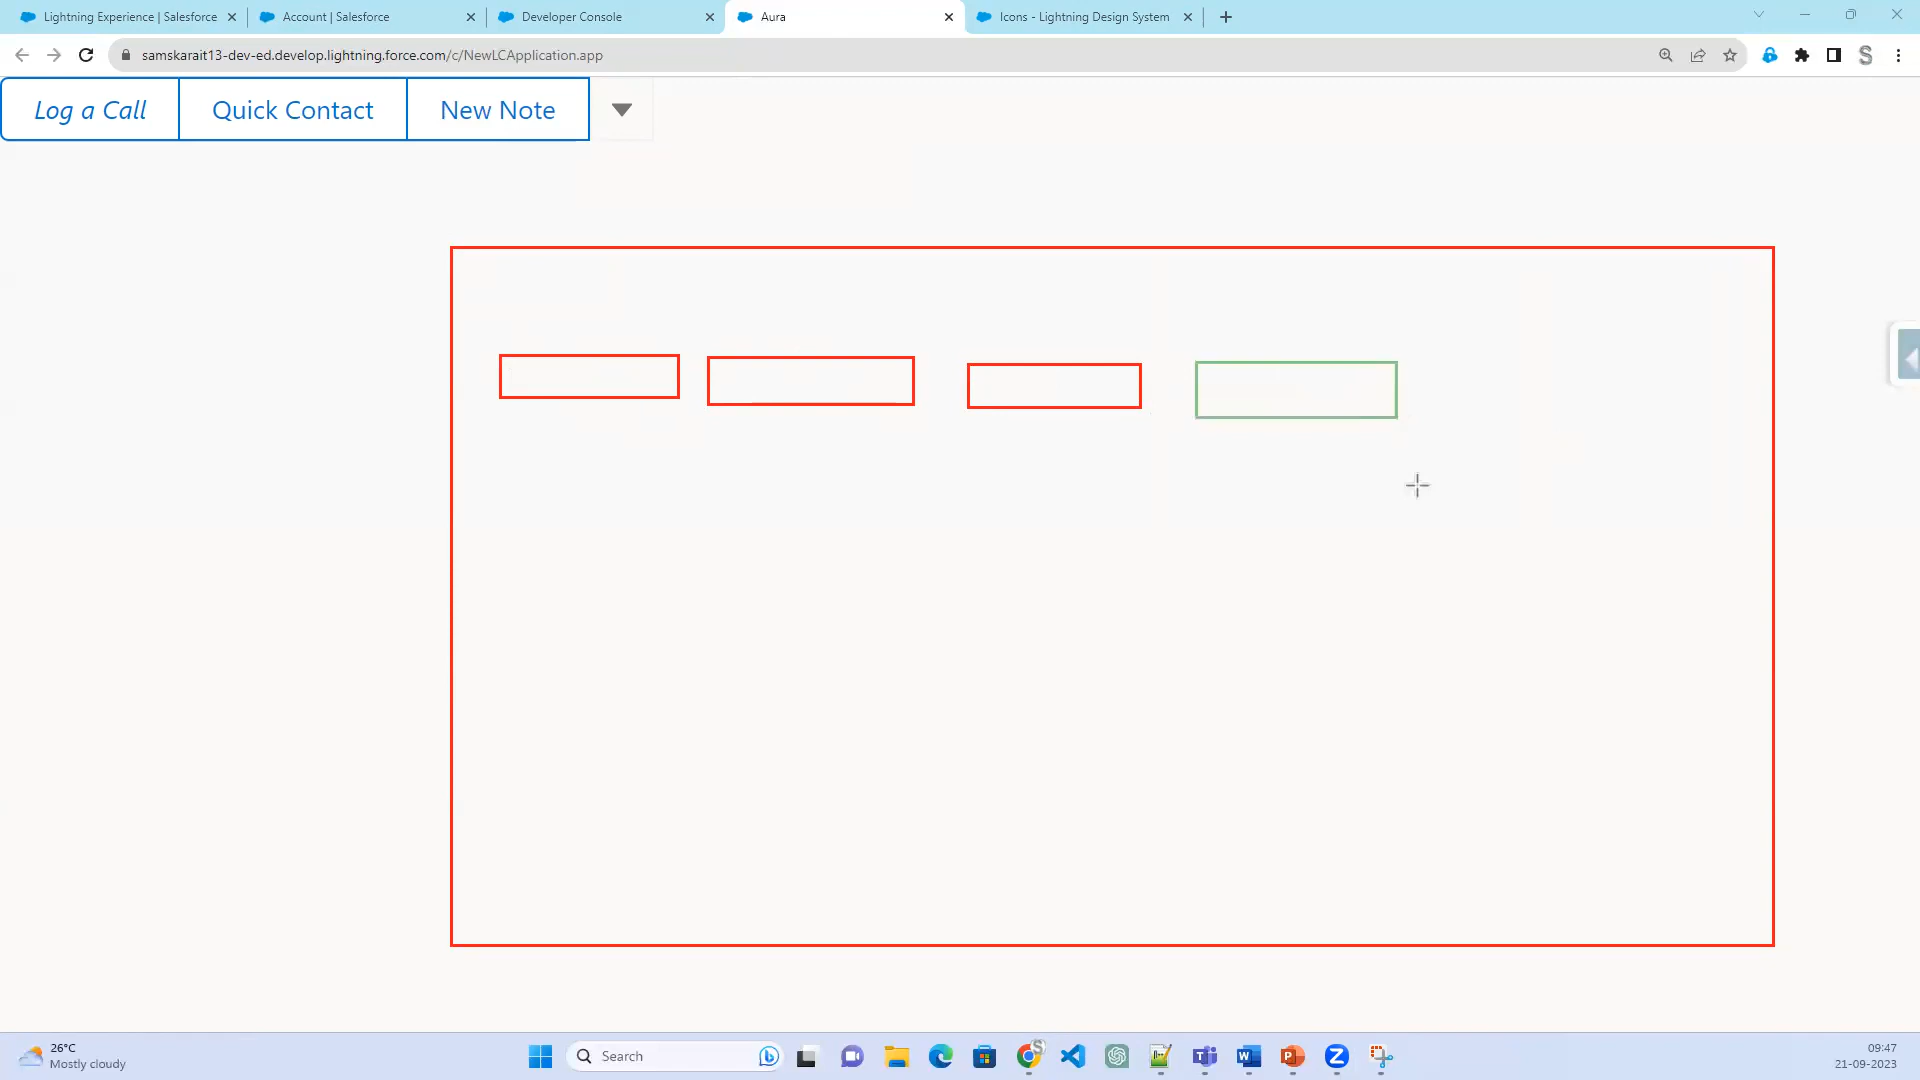 Lightning Experience | Salesforce
Account | Salesforce
Developer Console
Aura
Icons - Lightning Design System
samskarait13-dev-ed.develop.lightning.force.com/c/NewLCApplication.app
Log a Call
Quick Contact
New Note
26°C
Mostly cloudy
Search
09:47
21-09-2023